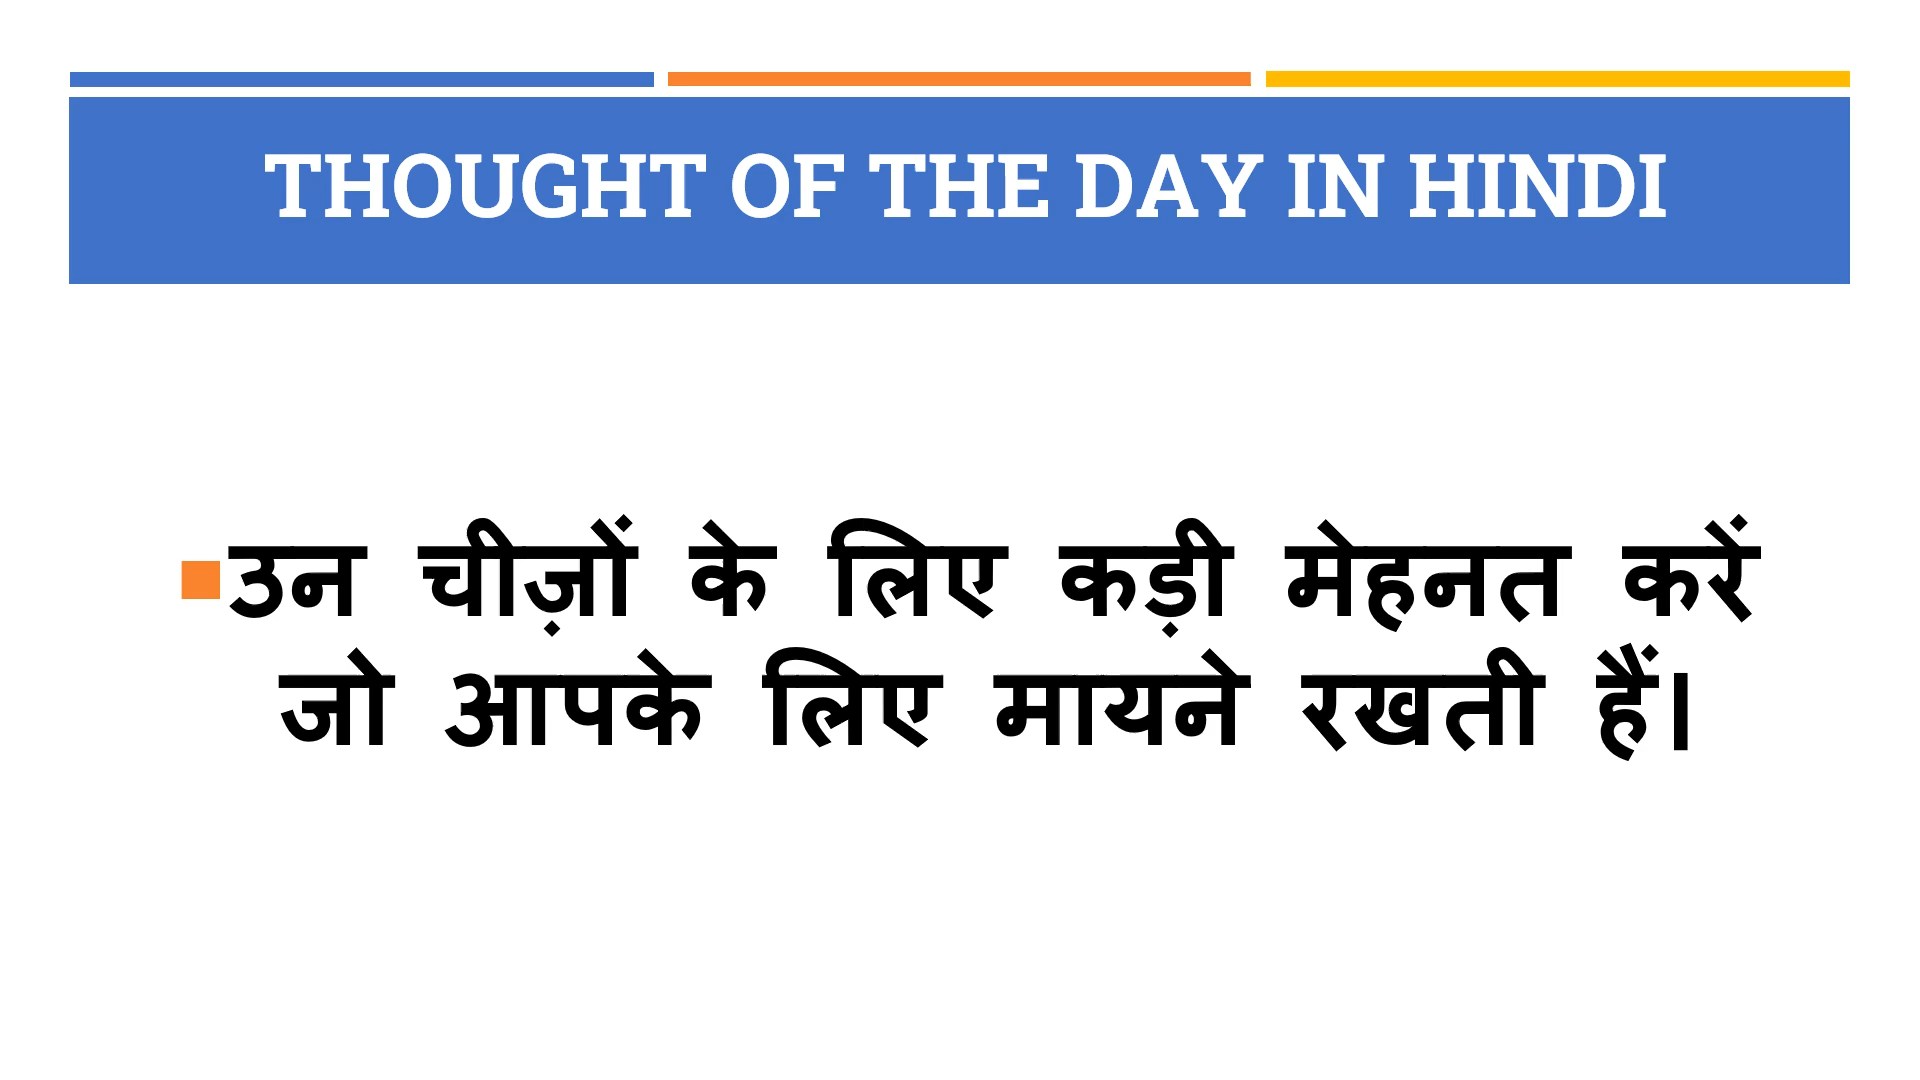 THOUGHT OF THE DAY IN HINDI
उन चीज़ों के लिए कड़ी मेहनत करें
जो आपके लिए मायने रखती हैं।